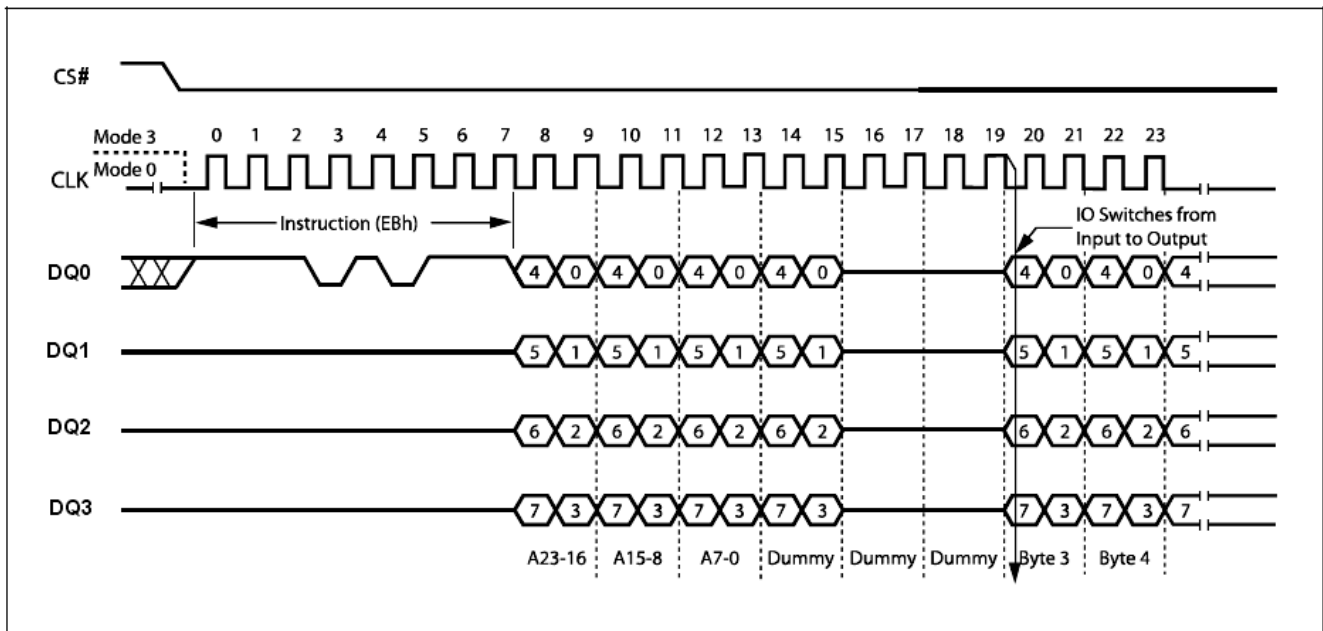 CS#
Mode 3
0 1 2 3 4 5 6 7 8 9 10 11 12 13 14 15 16 17 18 19 20 21 22 23
Mode 0
CLK
Instruction (EBh)
IO Switches from
Input to Output
DQ0
4 0 4 0 4 0 4 0 4 0 4 0 4
DQ1
5 1 5 1 5 1 5 1 5 1 5 1 5
DQ2
6 2 6 2 6 2 6 2 6 2 6 2 6
DQ3
7 3 7 3 7 3 7 3 7 3 7 3 7
A23-16 A15-8 A7-0 Dummy Dummy Dummy Byte 3 Byte 4